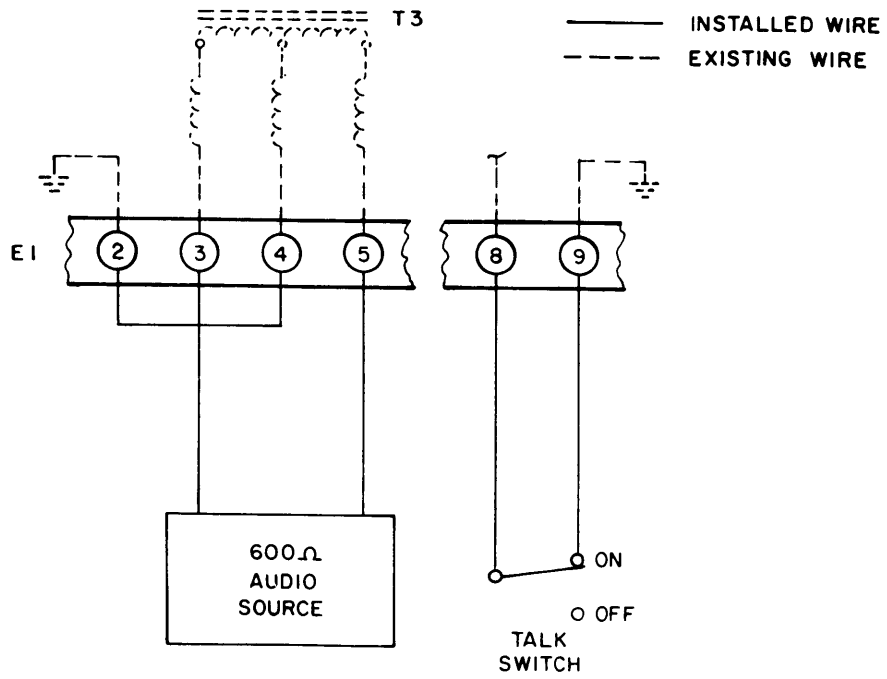 T3
INSTALLED WIRE
EXISTING WIRE
E1
2
3
4
5
8
9
600Ω
AUDIO
SOURCE
ON
OFF
TALK
SWITCH